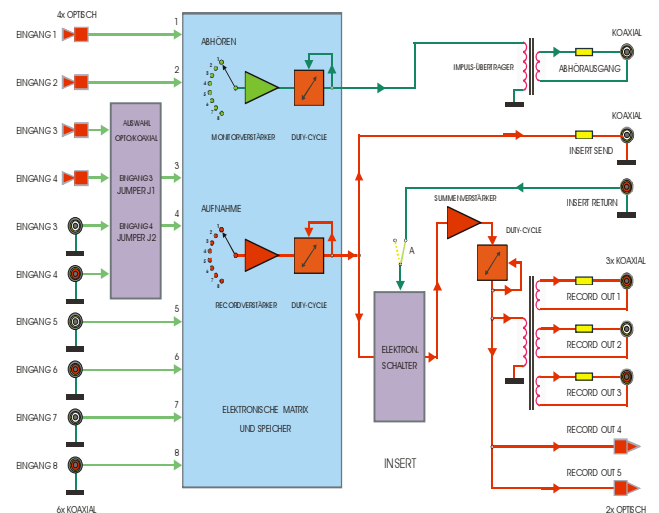 4x OPTISCH
EINGANG 1
1
EINGANG 2
2
EINGANG 3
AUSWAHL
OPTO/KOAXIAL
EINGANG 4
EINGANG 3
JUMPER J1
3
EINGANG 3
EINGANG 4
JUMPER J2
4
EINGANG 4
EINGANG 5
5
EINGANG 6
6
EINGANG 7
7
EINGANG 8
8
6x KOAXIAL
ABHÖREN
MONITORVERSTÄRKER
DUTY-CYCLE
AUFNAHME
RECORDVERSTÄRKER
DUTY-CYCLE
ELEKTRONISCHE MATRIX
UND SPEICHER
IMPULS-ÜBERTRAGER
KOAXIAL
ABHÖRAUSGANG
KOAXIAL
INSERT SEND
SUMMENVERSTÄRKER
INSERT RETURN
DUTY-CYCLE
A
ELEKTRON.
SCHALTER
INSERT
3x KOAXIAL
RECORD OUT 1
RECORD OUT 2
RECORD OUT 3
RECORD OUT 4
RECORD OUT 5
2x OPTISCH